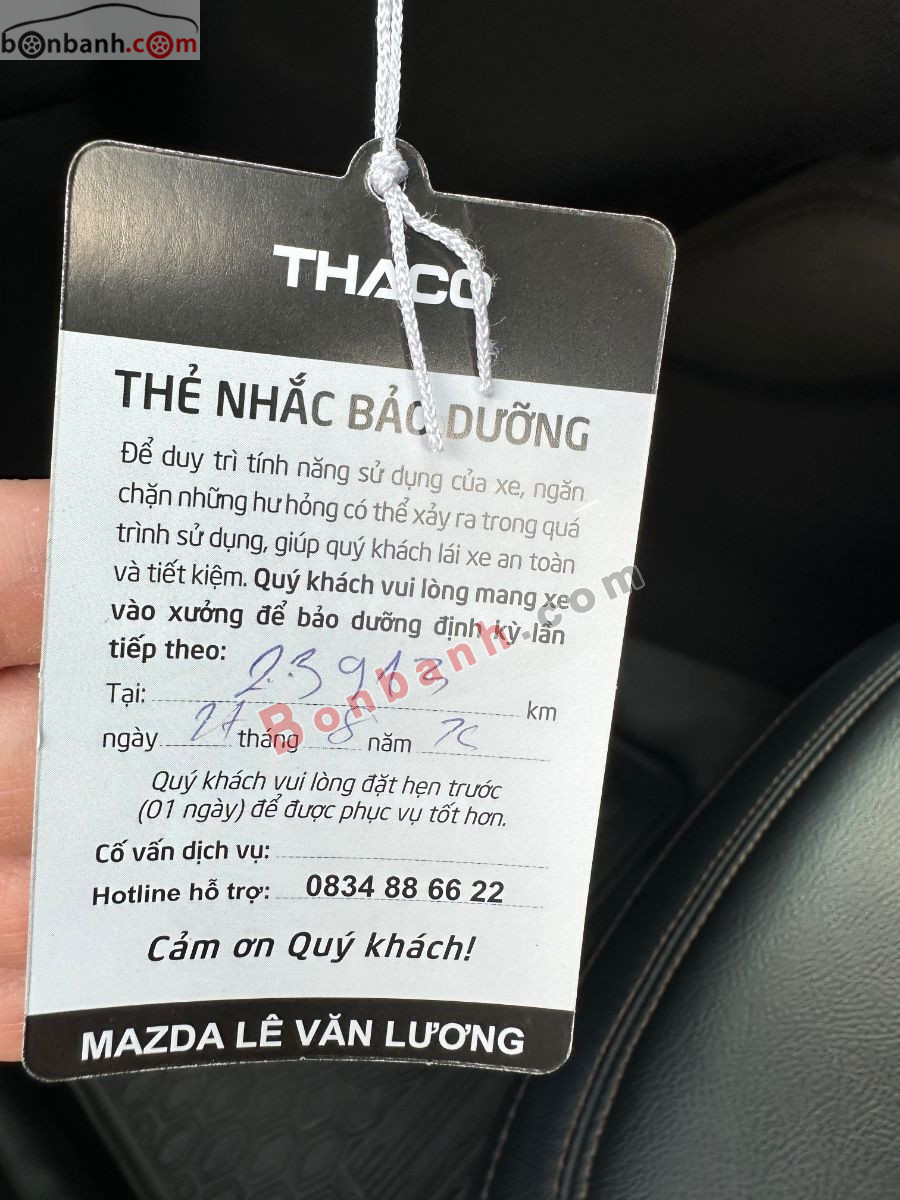 bonbanh.com
THACO
THẺ NHẮC BẢO DƯỠNG
Để duy trì tính năng sử dụng của xe, ngăn
chặn những hư hỏng có thể xảy ra trong quá
trình sử dụng, giúp quý khách lái xe an toàn
và tiết kiệm. Quý khách vui lòng mang xe
vào xưởng để bảo dưỡng định kỳ lần
tiếp theo:
Tại: 23913 km
ngày 27 tháng 8 năm
Bonbanh.com
Quý khách vui lòng đặt hẹn trước
(01 ngày) để được phục vụ tốt hơn.
Cố vấn dịch vụ:
Hotline hỗ trợ: 0834 88 66 22
Cảm ơn Quý khách!
MAZDA LÊ VĂN LƯƠNG